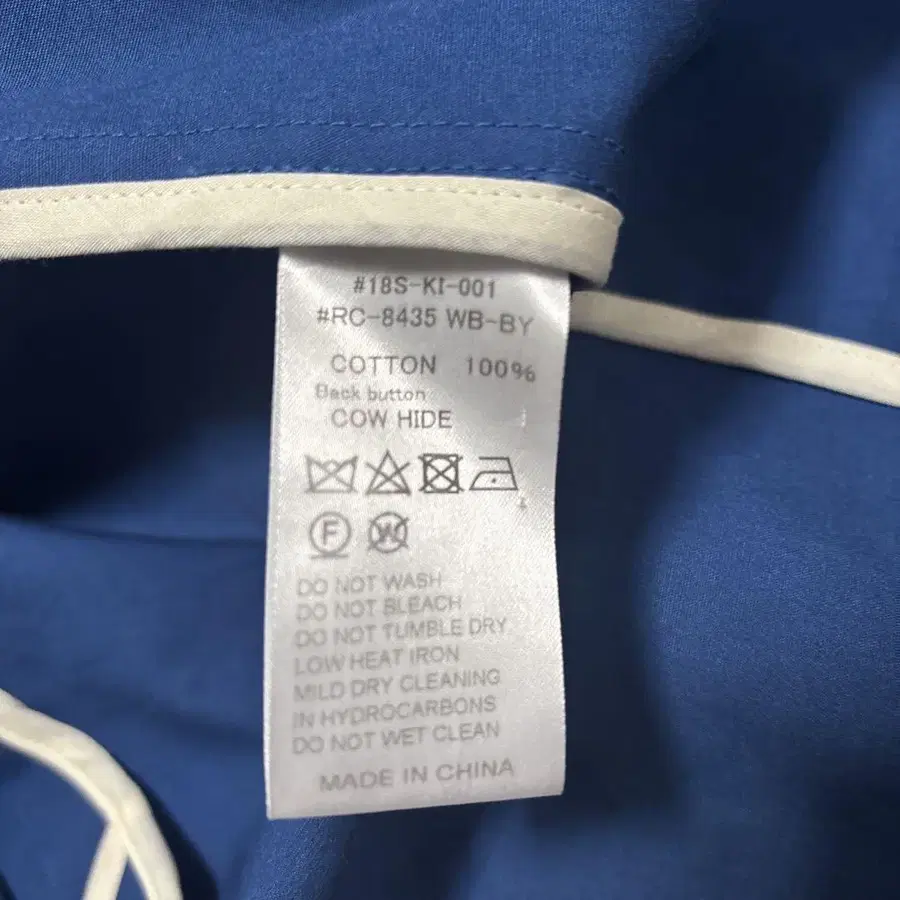 #18S-KI-001
#RC-8435 WB-BY
COTTON 100%
Back button
COW HIDE
F W
DO NOT WASH
DO NOT BLEACH
DO NOT TUMBLE DRY
LOW HEAT IRON
MILD DRY CLEANING
IN HYDROCARBONS
DO NOT WET CLEAN
MADE IN CHINA